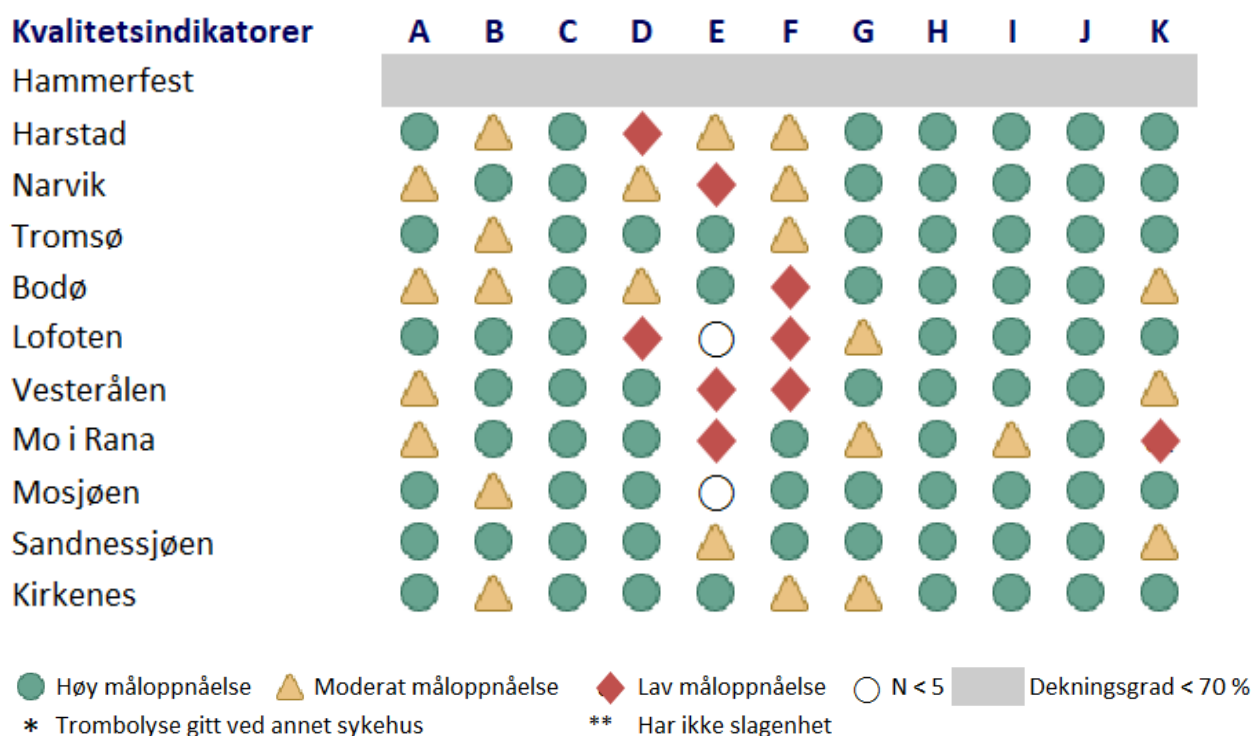 Kvalitetsindikatorer A B C D E F G H I J K
Hammerfest
Harstad
Narvik
Tromsø
Bodø
Lofoten
Vesterålen
Mo i Rana
Mosjøen
Sandnessjøen
Kirkenes
Høy måloppnåelse Moderat måloppnåelse Lav måloppnåelse N < 5 Dekningsgrad < 70 %
* Trombolyse gitt ved annet sykehus ** Har ikke slagenhet